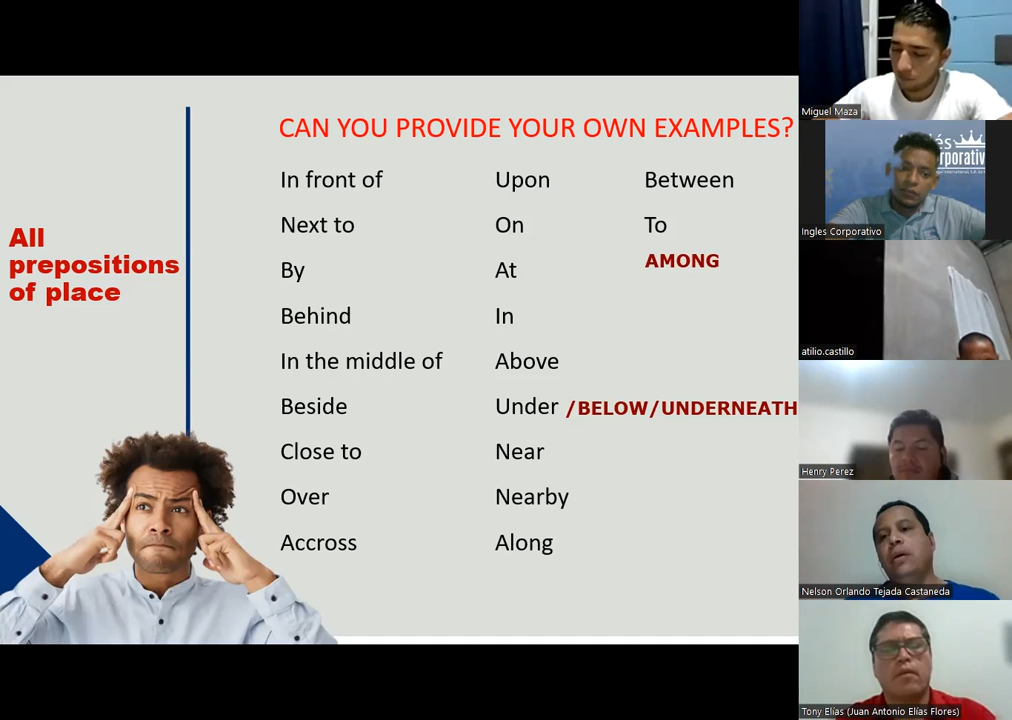 CAN YOU PROVIDE YOUR OWN EXAMPLES?
All
prepositions
of place
In front of
Next to
By
Behind
In the middle of
Beside
Close to
Over
Accross
Upon
On
At
In
Above
Under /BELOW/UNDERNEATH
Near
Nearby
Along
Between
To
AMONG
Miguel Maza
Ingles Corporativo
atilio.castillo
Henry Perez
Nelson Orlando Tejada Castaneda
Tony Elías (Juan Antonio Elías Flores)